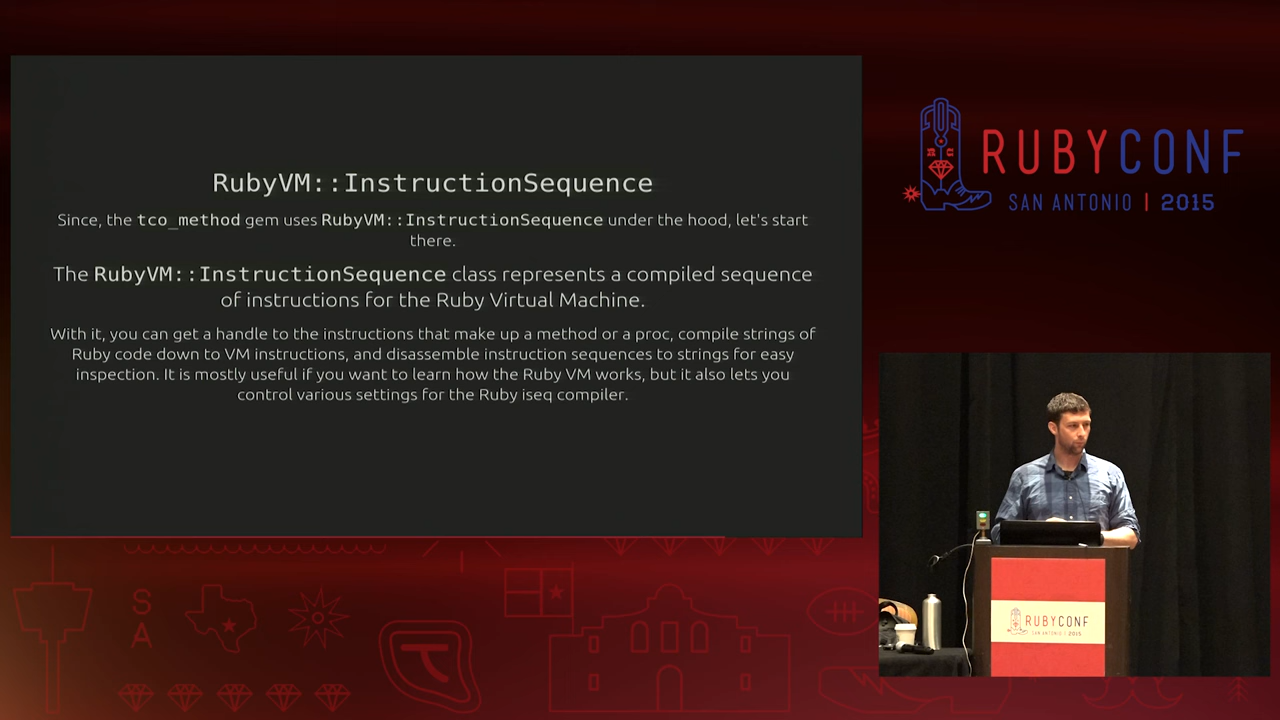 RubyVM::InstructionSequence
Since, the tco_method gem uses RubyVM::InstructionSequence under the hood, let's start
there.
The RubyVM::InstructionSequence class represents a compiled sequence
of instructions for the Ruby Virtual Machine.
With it, you can get a handle to the instructions that make up a method or a proc, compile strings of
Ruby code down to VM instructions, and disassemble instruction sequences to strings for easy
inspection. It is mostly useful if you want to learn how the Ruby VM works, but it also lets you
control various settings for the Ruby iseq compiler.
RUBYCONF
SAN ANTONIO | 2015
RUBYCONF
SAN ANTONIO | 2015
S
A